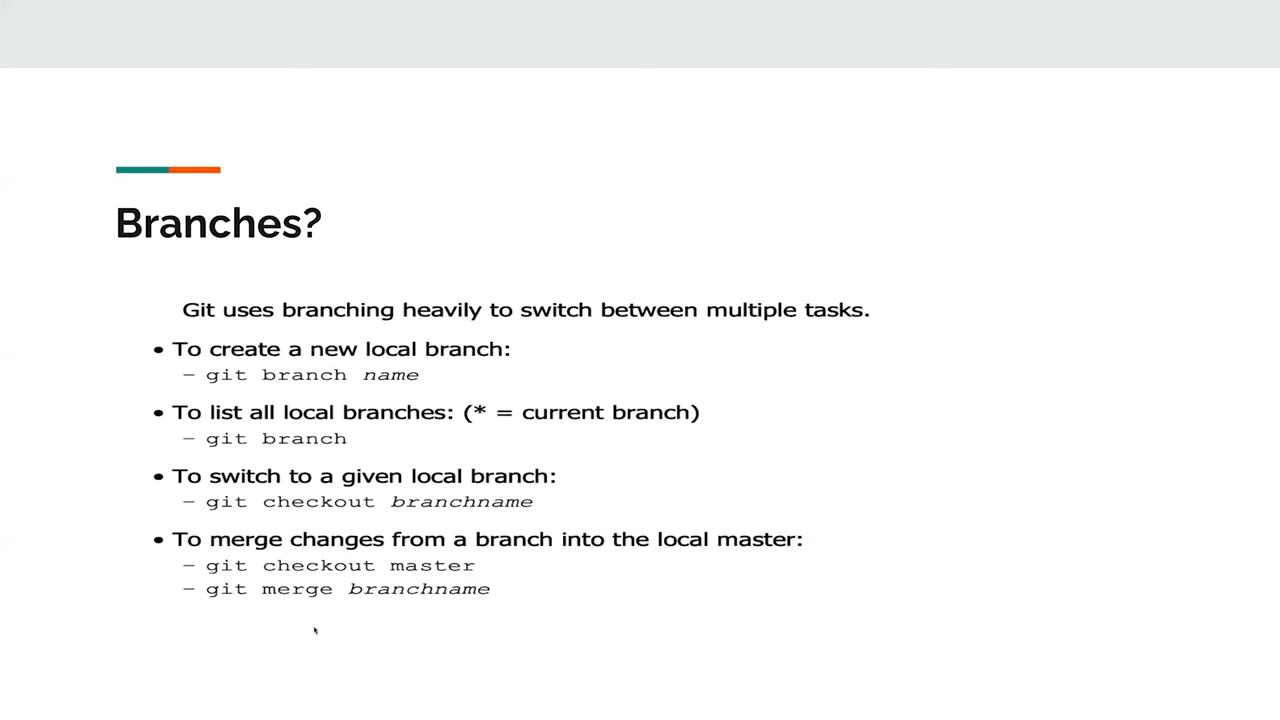 Branches?
Git uses branching heavily to switch between multiple tasks.
• To create a new local branch:
– git branch name
• To list all local branches: (* = current branch)
– git branch
• To switch to a given local branch:
– git checkout branchname
• To merge changes from a branch into the local master:
– git checkout master
– git merge branchname